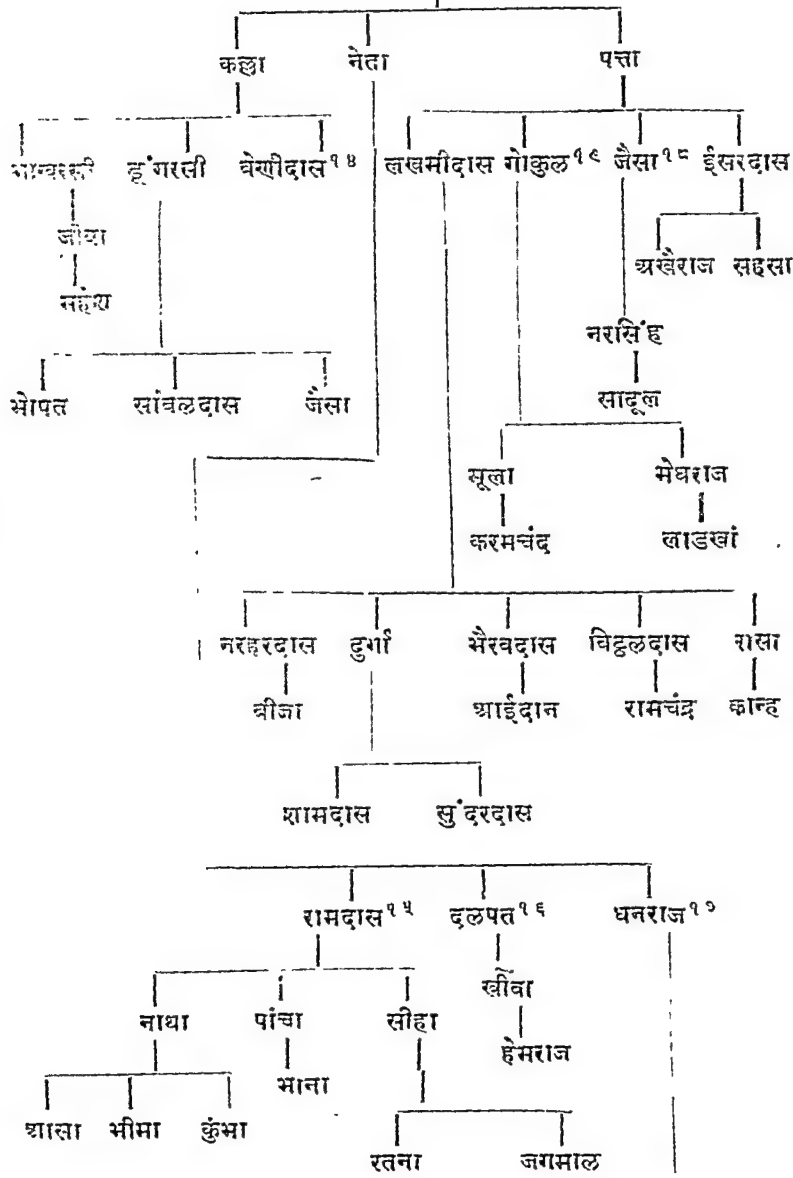 कल्ला नेता पत्ता
डूंगरसी वेणीदास१४ लखमीदास गोकुल१९ जैसा१८ ईसरदास
जीवा अखैराज सहसा
महेश
नरसिंह
भोपत सांवलदास जैसा
सादूल
सूला मेघराज
करमचंद लाडखां
नरहरदास दुर्गा भैरवदास विट्ठलदास रासा
वीजा आईदान रामचंद्र कान्ह
शामदास सुंदरदास
रामदास१५ दलपत१६ धनराज१७
खींवा
नाथा पांचा सीहा
हेमराज
भाना
आसा भीमा कुंभा
रतना जगमाल